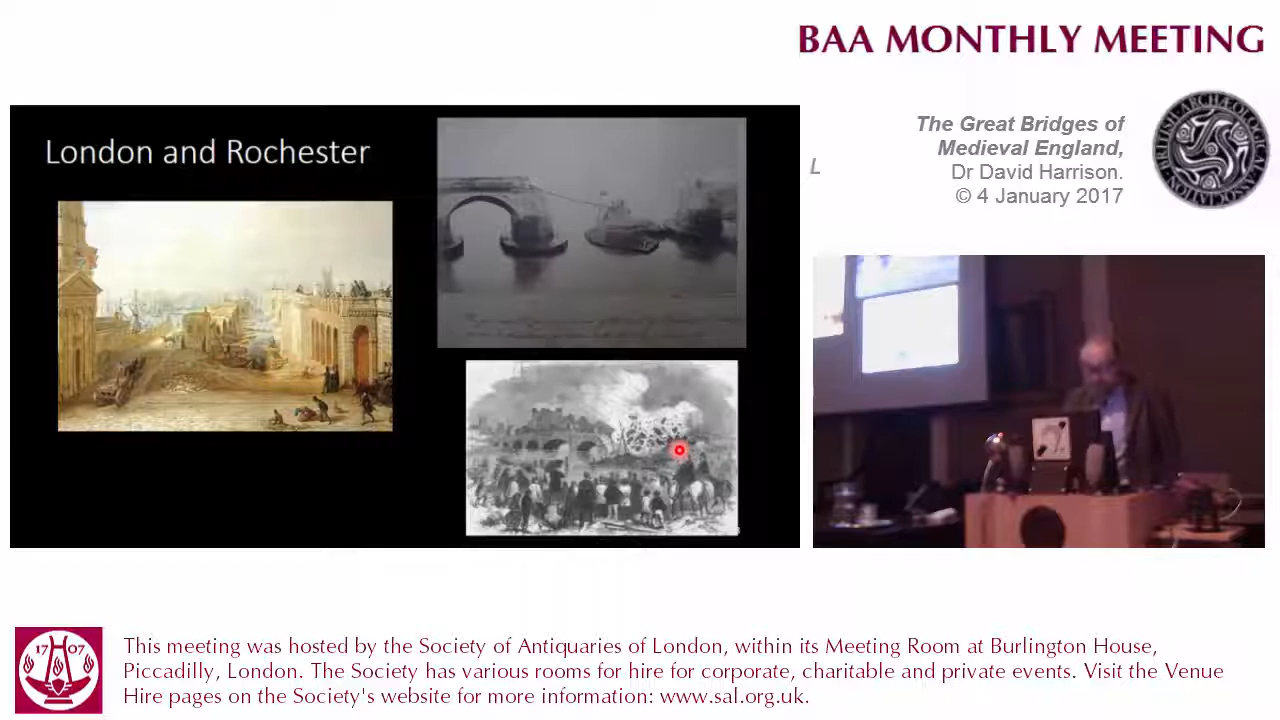 BAA MONTHLY MEETING
London and Rochester
The Great Bridges of
Medieval England,
Dr David Harrison.
© 4 January 2017
L
BRITISH ARCHÆOLOGICAL ASSOCIATION
17 07
This meeting was hosted by the Society of Antiquaries of London, within its Meeting Room at Burlington House,
Piccadilly, London. The Society has various rooms for hire for corporate, charitable and private events. Visit the Venue
Hire pages on the Society's website for more information: www.sal.org.uk.